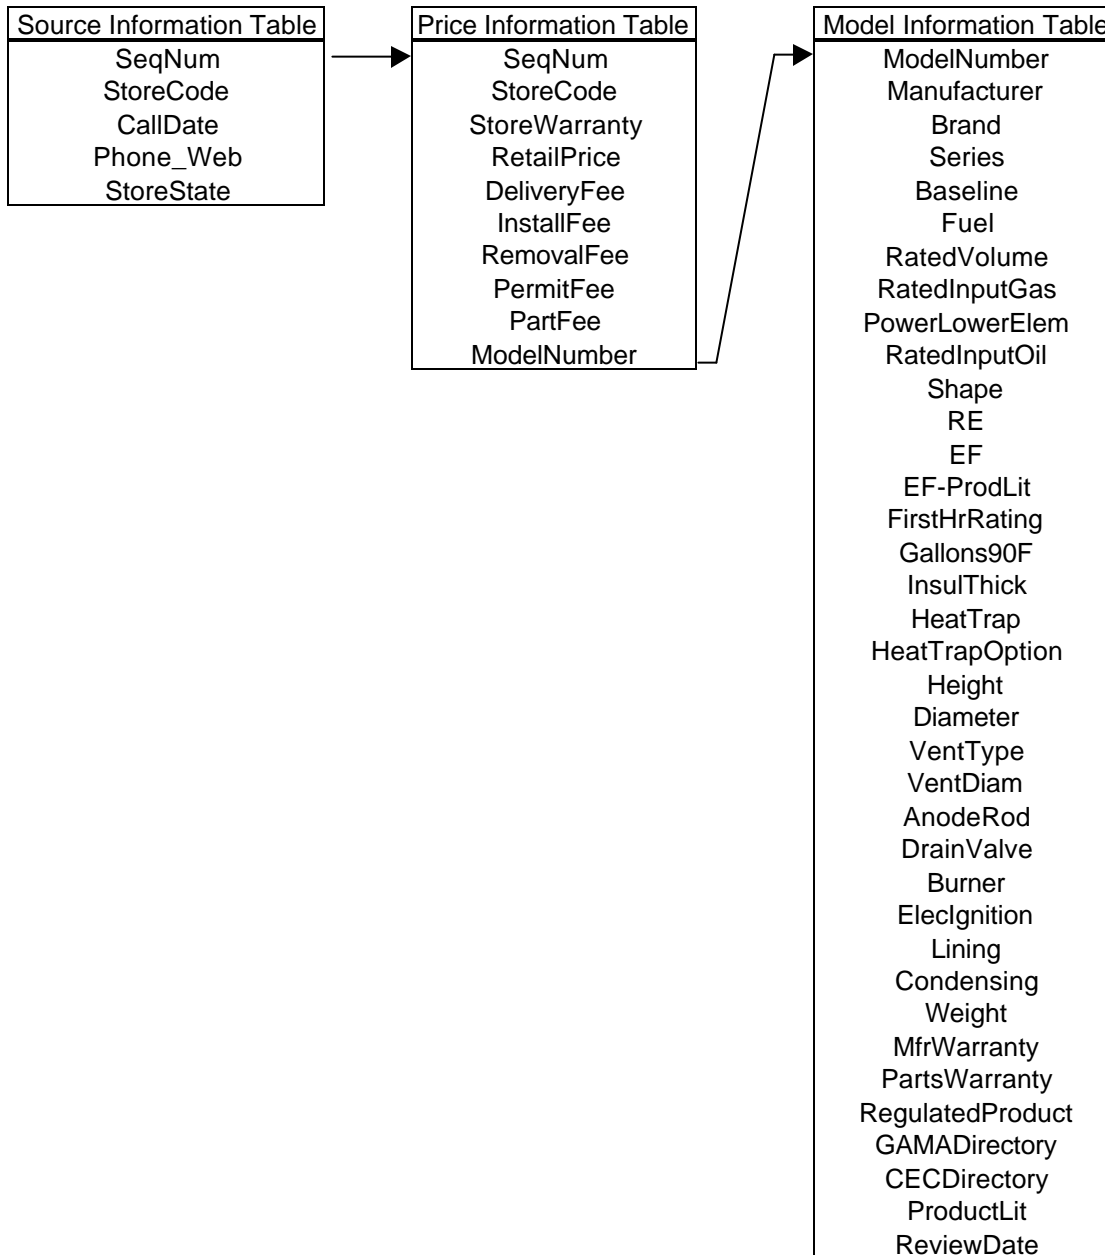 Source Information Table
SeqNum
StoreCode
CallDate
Phone_Web
StoreState
Price Information Table
SeqNum
StoreCode
StoreWarranty
RetailPrice
DeliveryFee
InstallFee
RemovalFee
PermitFee
PartFee
ModelNumber
Model Information Table
ModelNumber
Manufacturer
Brand
Series
Baseline
Fuel
RatedVolume
RatedInputGas
PowerLowerElem
RatedInputOil
Shape
RE
EF
EF-ProdLit
FirstHrRating
Gallons90F
InsulThick
HeatTrap
HeatTrapOption
Height
Diameter
VentType
VentDiam
AnodeRod
DrainValve
Burner
ElecIgnition
Lining
Condensing
Weight
MfrWarranty
PartsWarranty
RegulatedProduct
GAMADirectory
CECDirectory
ProductLit
ReviewDate